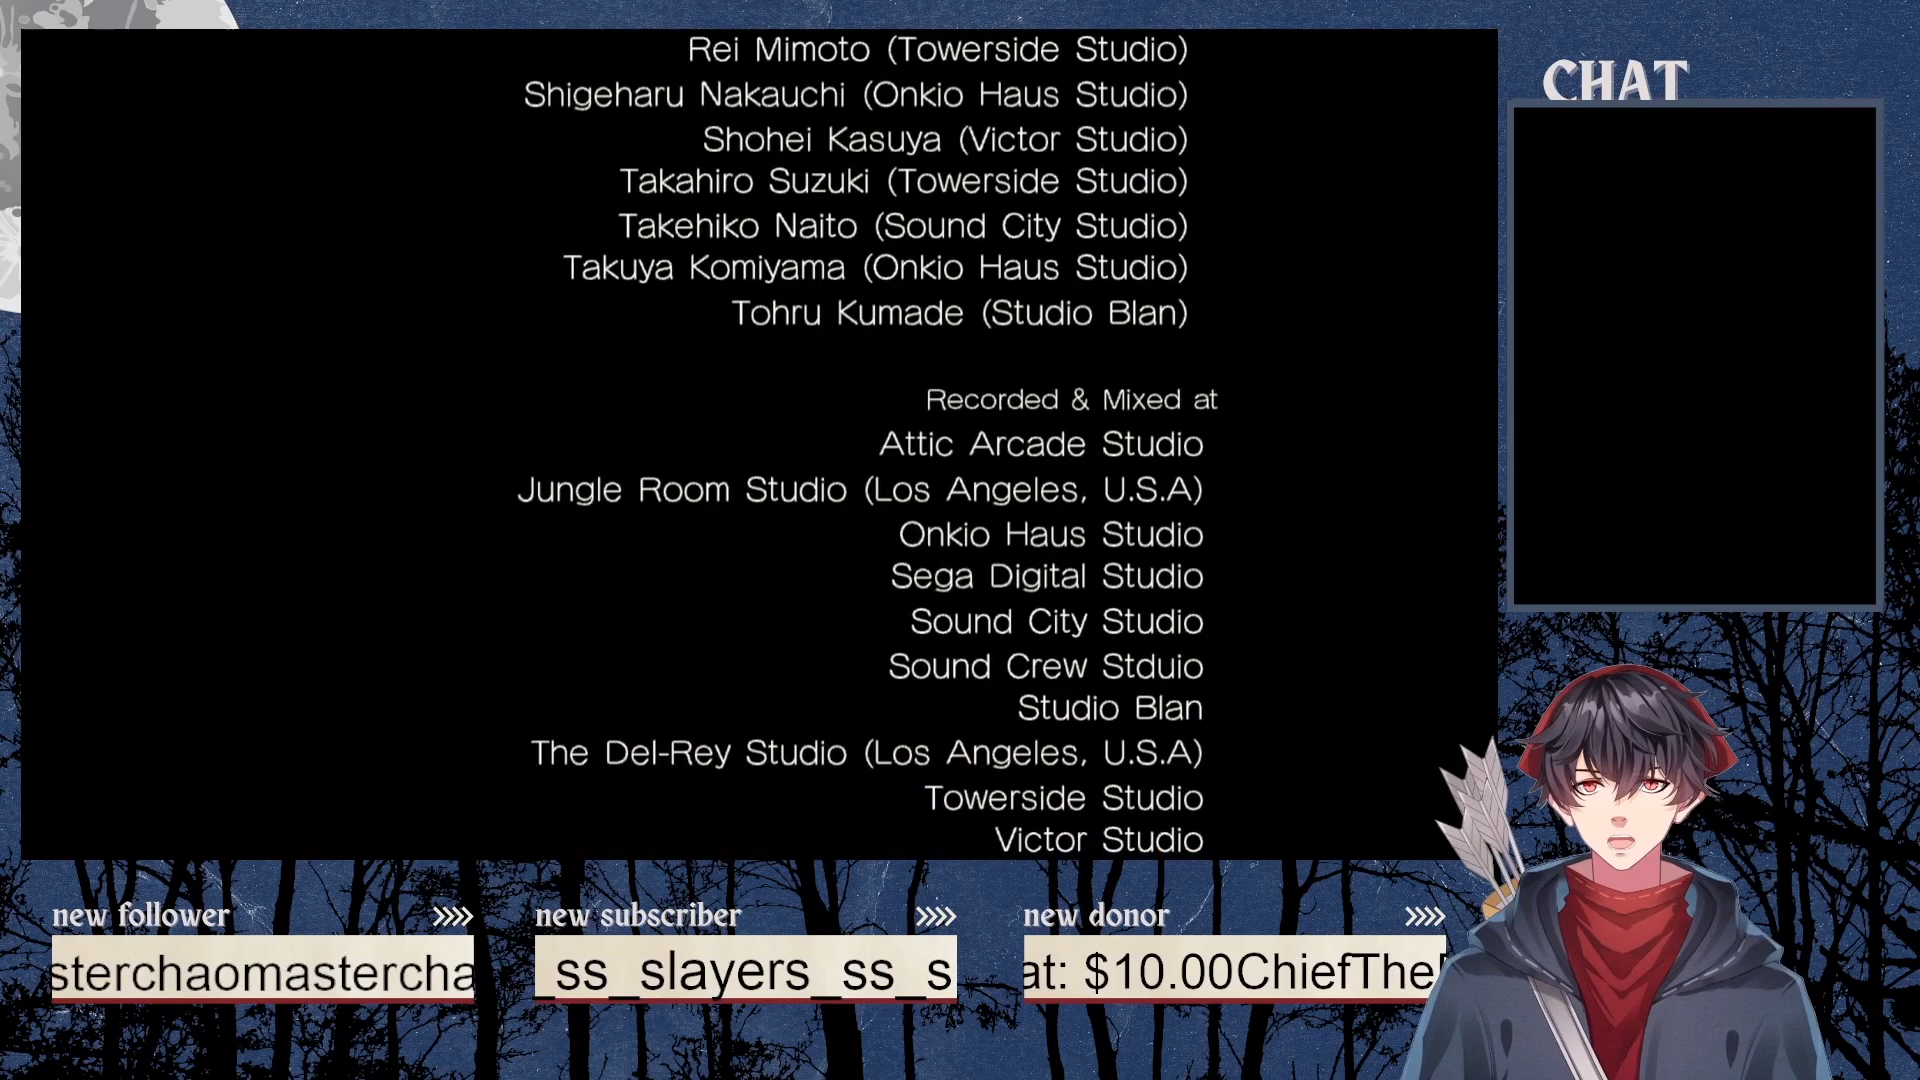 Rei Mimoto (Towerside Studio)
Shigeharu Nakauchi (Onkio Haus Studio)
Shohei Kasuya (Victor Studio)
Takahiro Suzuki (Towerside Studio)
Takehiko Naito (Sound City Studio)
Takuya Komiyama (Onkio Haus Studio)
Tohru Kumade (Studio Blan)
Recorded & Mixed at
Attic Arcade Studio
Jungle Room Studio (Los Angeles, U.S.A)
Onkio Haus Studio
Sega Digital Studio
Sound City Studio
Sound Crew Stduio
Studio Blan
The Del-Rey Studio (Los Angeles, U.S.A)
Towerside Studio
Victor Studio
CHAT
new follower >>>>
sterchaomastercha
new subscriber >>>>
_ss_slayers_ss_s
new donor >>>>
at: $10.00ChiefThe